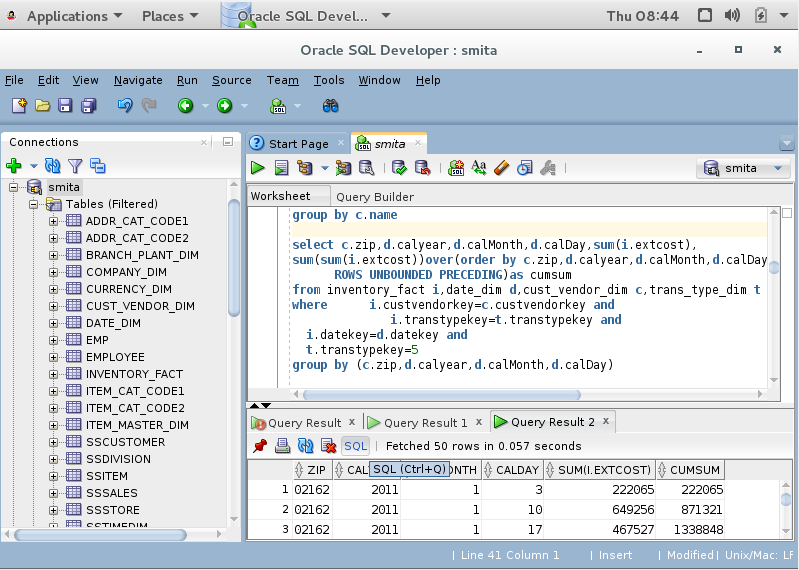 Applications Places Oracle SQL Devel... Thu 08:44
Oracle SQL Developer : smita
File Edit View Navigate Run Source Team Tools Window Help
Connections
smita
Tables (Filtered)
ADDR_CAT_CODE1
ADDR_CAT_CODE2
BRANCH_PLANT_DIM
COMPANY_DIM
CURRENCY_DIM
CUST_VENDOR_DIM
DATE_DIM
EMP
EMPLOYEE
INVENTORY_FACT
ITEM_CAT_CODE1
ITEM_CAT_CODE2
ITEM_MASTER_DIM
SSCUSTOMER
SSDIVISION
SSITEM
SSSALES
SSSTORE
SSTIMEDIM
Start Page smita
smita
Worksheet Query Builder
group by c.name
select c.zip,d.calyear,d.calMonth,d.calDay,sum(i.extcost),
sum(sum(i.extcost))over(order by c.zip,d.calyear,d.calMonth,d.calDay
ROWS UNBOUNDED PRECEDING)as cumsum
from inventory_fact i,date_dim d,cust_vendor_dim c,trans_type_dim t
where i.custvendorkey=c.custvendorkey and
i.transtypekey=t.transtypekey and
i.datekey=d.datekey and
t.transtypekey=5
group by (c.zip,d.calyear,d.calMonth,d.calDay)
Query Result x Query Result 1 x Query Result 2 x
SQL | Fetched 50 rows in 0.057 seconds
ZIP CAL SQL (Ctrl+Q) ONTH CALDAY SUM(I.EXTCOST) CUMSUM
1 02162 2011 1 3 222065 222065
2 02162 2011 1 10 649256 871321
3 02162 2011 1 17 467527 1338848
| Line 41 Column 1 | Insert | Modified | Unix/Mac: LF